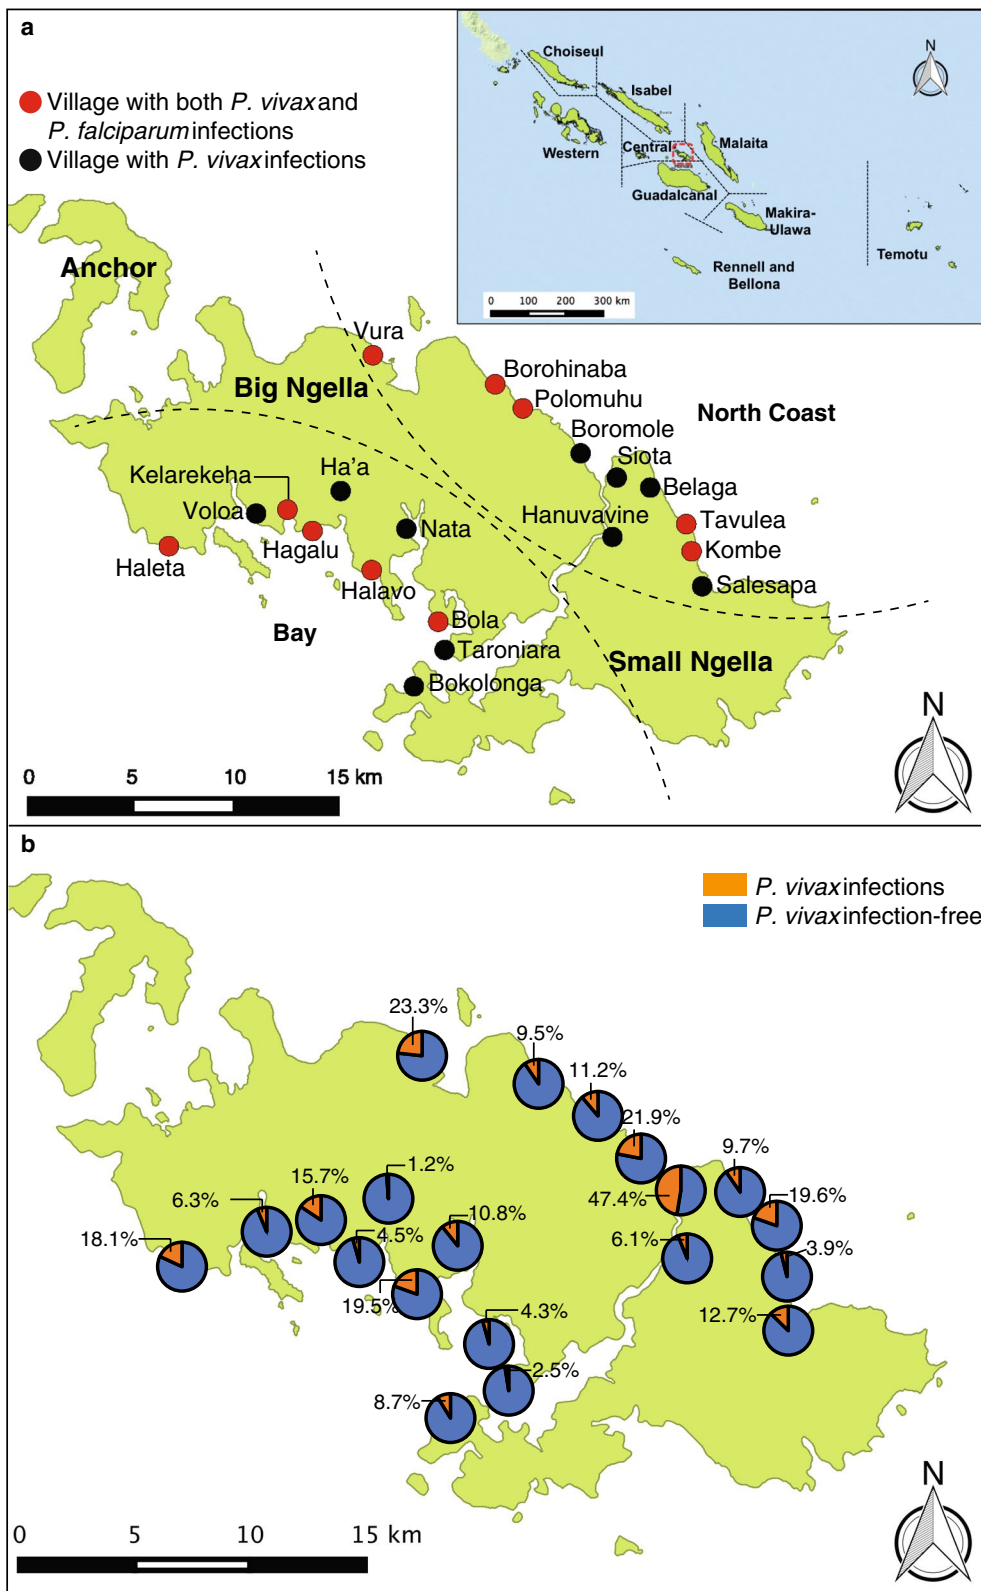 a
Village with both P. vivax and
P. falciparum infections
Village with P. vivax infections
Choiseul
Isabel
Western
Central
Malaita
Guadalcanal
Makira-
Ulawa
Temotu
Rennell and
Bellona
N
0 100 200 300 km
Anchor
Vura
Big Ngella
Borohinaba
Polomuhu
North Coast
Boromole
Siota
Ha'a
Kelarekeha
Belaga
Voloa
Hanuvavine
Tavulea
Nata
Hagalu
Kombe
Haleta
Halavo
Salesapa
Bay
Bola
Taroniara
Small Ngella
Bokolonga
N
0 5 10 15 km
b
P. vivax infections
P. vivax infection-free
23.3%
9.5%
11.2%
21.9%
9.7%
1.2%
15.7%
6.3%
47.4%
19.6%
10.8%
18.1%
4.5%
6.1%
3.9%
19.5%
4.3%
12.7%
2.5%
8.7%
N
0 5 10 15 km